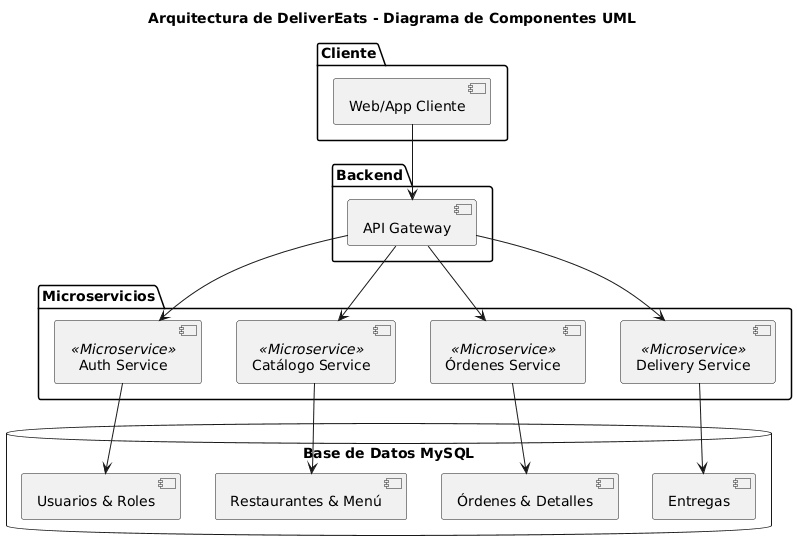 Arquitectura de DeliverEats - Diagrama de Componentes UML
Cliente
Web/App Cliente
Backend
API Gateway
Microservicios
«Microservice»
Auth Service
«Microservice»
Catálogo Service
«Microservice»
Órdenes Service
«Microservice»
Delivery Service
Base de Datos MySQL
Usuarios & Roles
Restaurantes & Menú
Órdenes & Detalles
Entregas